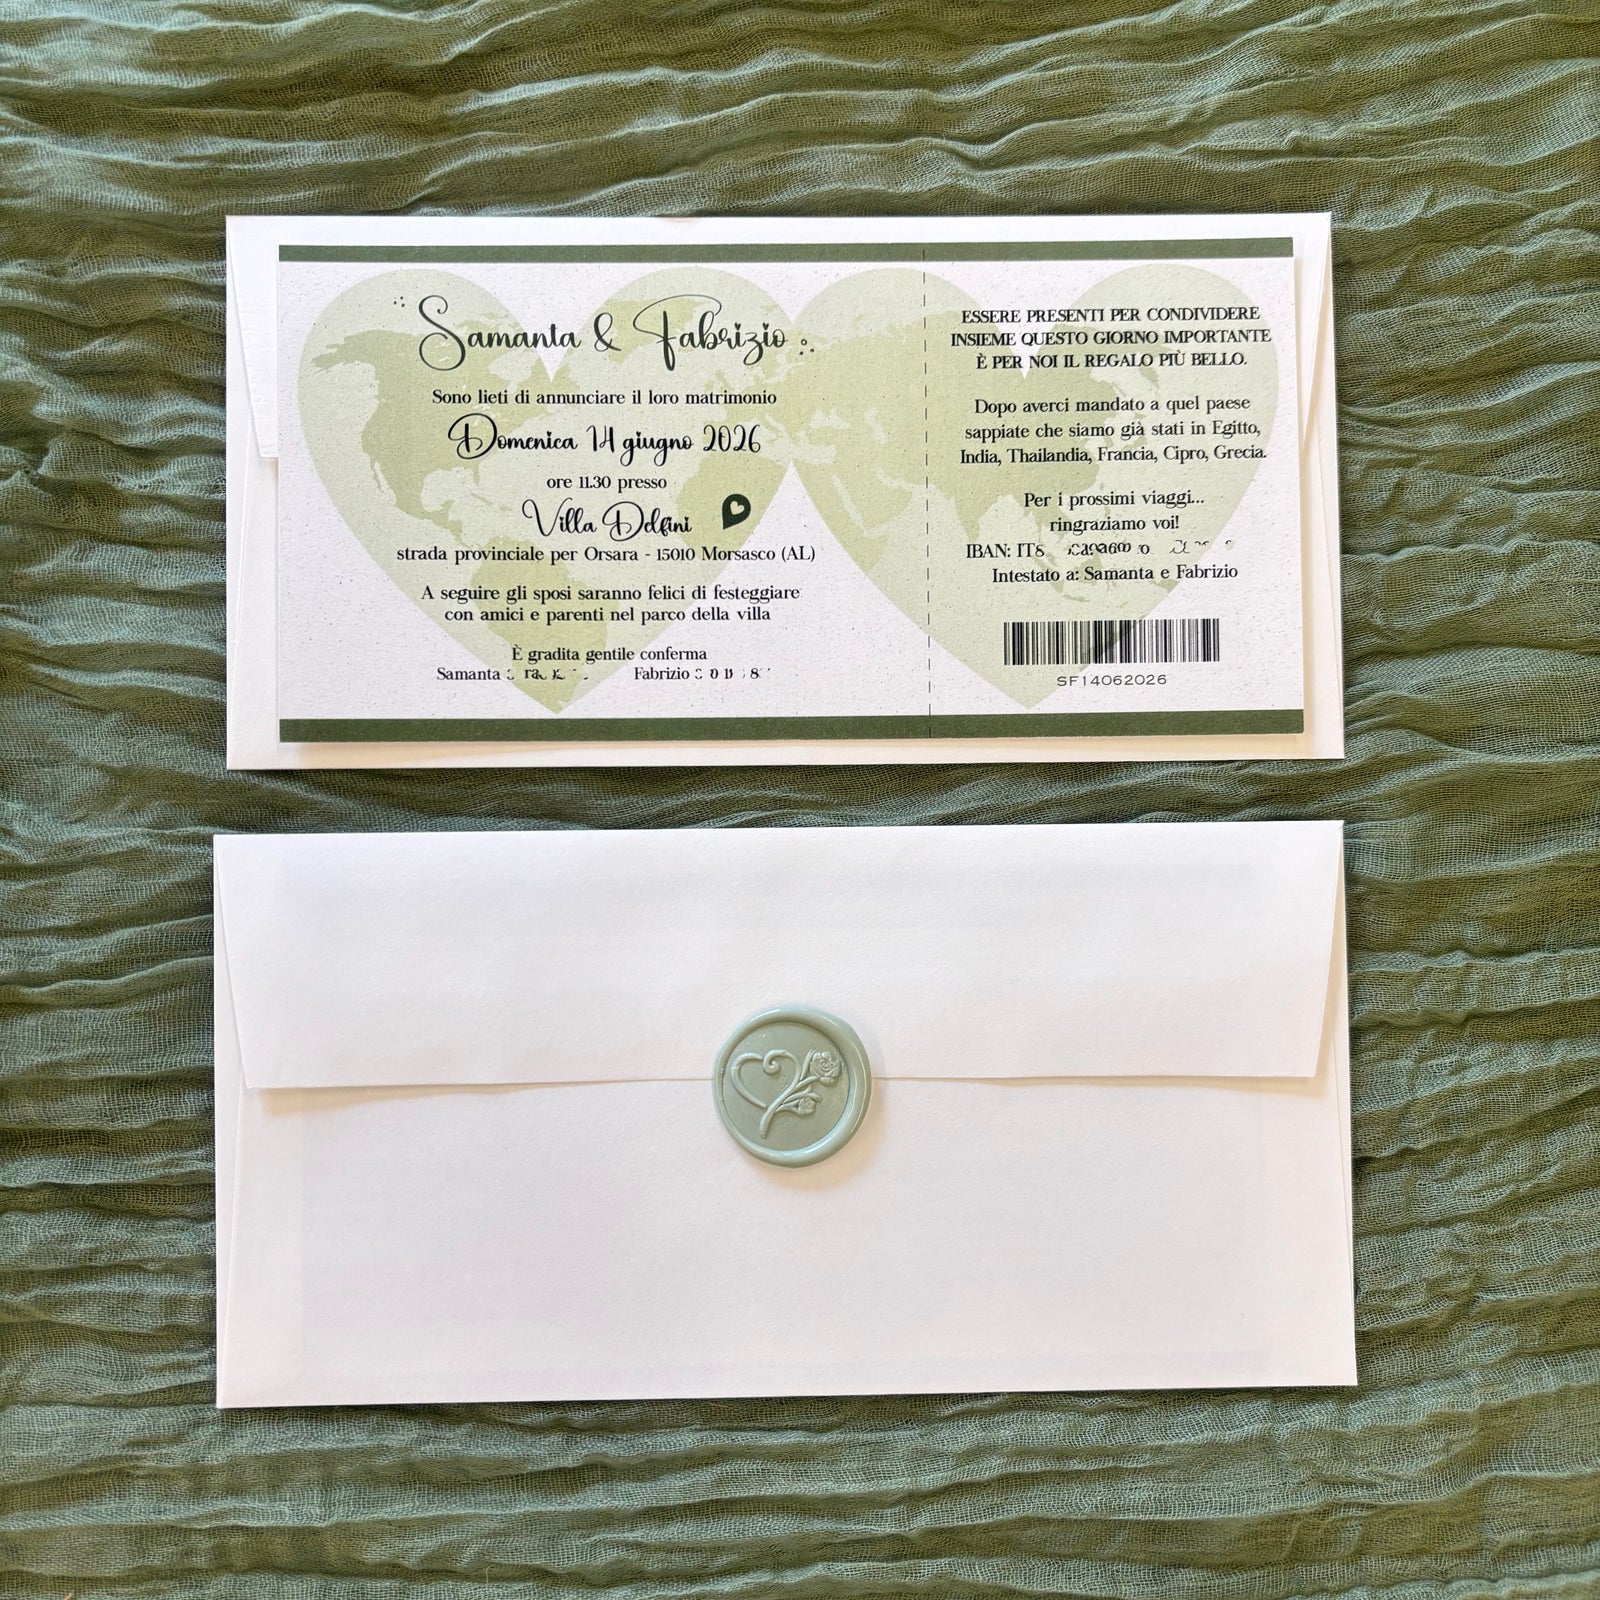 Samanta & Fabrizio
Sono lieti di annunciare il loro matrimonio
Domenica 14 giugno 2026
ore 11.30 presso
Villa Delfini
strada provinciale per Orsara - 15010 Morsasco (AL)
A seguire gli sposi saranno felici di festeggiare
con amici e parenti nel parco della villa
È gradita gentile conferma
Samanta
Fabrizio
ESSERE PRESENTI PER CONDIVIDERE
INSIEME QUESTO GIORNO IMPORTANTE
È PER NOI IL REGALO PIÙ BELLO.
Dopo averci mandato a quel paese
sappiate che siamo già stati in Egitto,
India, Thailandia, Francia, Cipro, Grecia.
Per i prossimi viaggi...
ringraziamo voi!
IBAN:
Intestato a: Samanta e Fabrizio
SF14062026